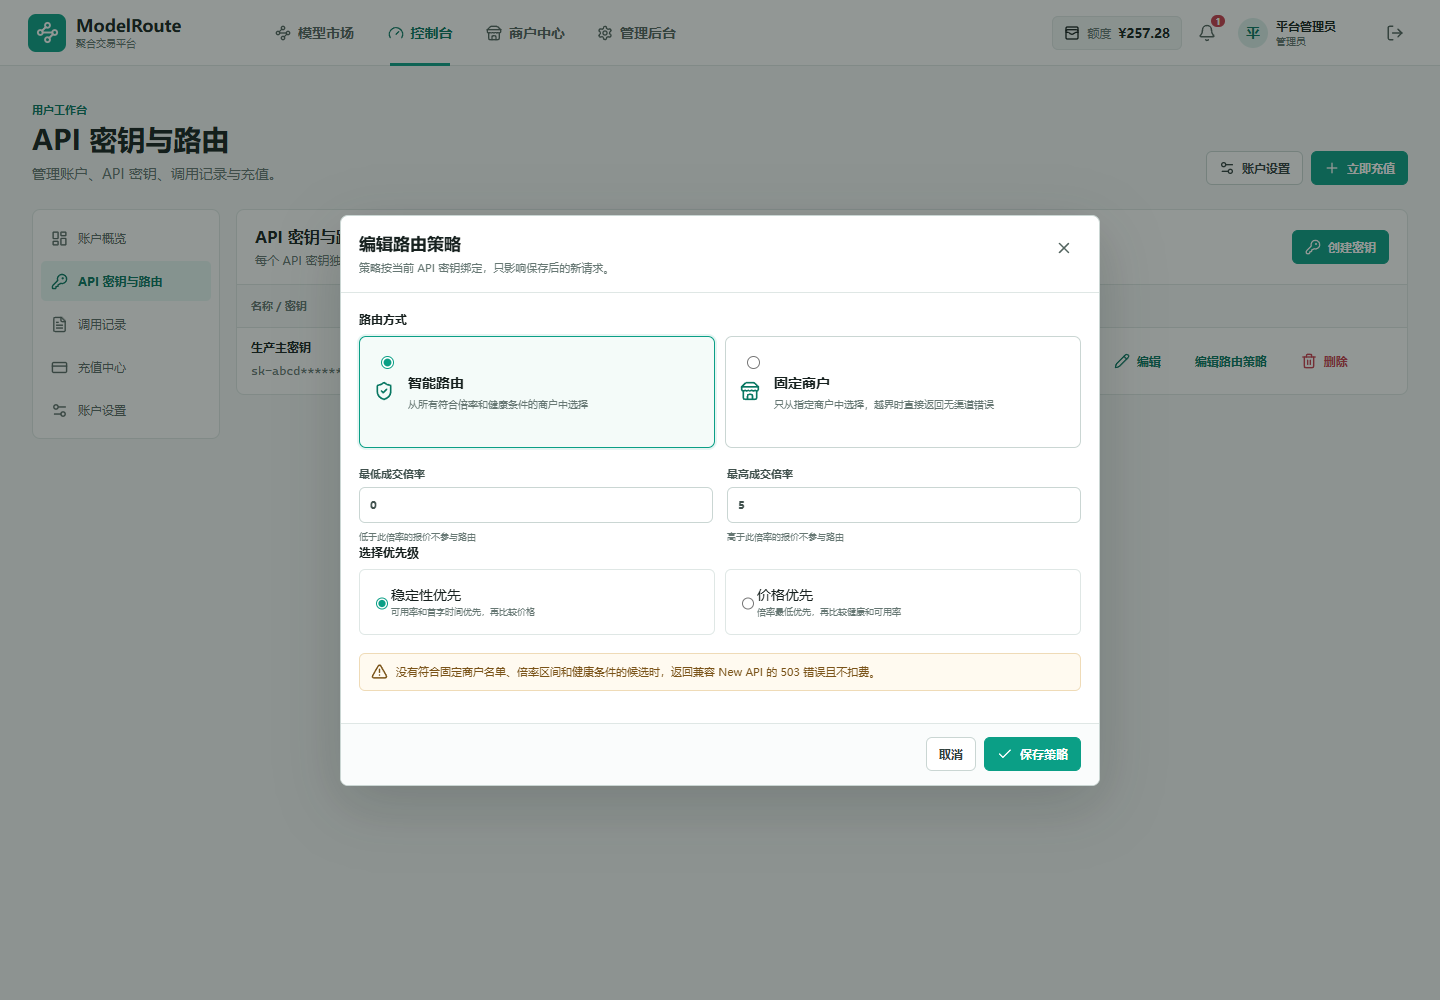 ModelRoute
聚合交易平台
模型市场
控制台
商户中心
管理后台
额度 ¥257.28
1
平
平台管理员
管理员
用户工作台
API 密钥与路由
管理账户、API 密钥、调用记录与充值。
账户设置
立即充值
账户概览
API 密钥与路由
调用记录
充值中心
账户设置
API 密钥与
每个 API 密钥独
创建密钥
名称 / 密钥
生产主密钥
sk-abcd******
编辑
编辑路由策略
删除
编辑路由策略
策略按当前 API 密钥绑定，只影响保存后的新请求。
路由方式
智能路由
从所有符合倍率和健康条件的商户中选择
固定商户
只从指定商户中选择，越界时直接返回无渠道错误
最低成交倍率
最高成交倍率
0
5
低于此倍率的报价不参与路由
高于此倍率的报价不参与路由
选择优先级
稳定性优先
可用率和首字时间优先，再比较价格
价格优先
倍率最低优先，再比较健康和可用率
没有符合固定商户名单、倍率区间和健康条件的候选时，返回兼容 New API 的 503 错误且不扣费。
取消
保存策略